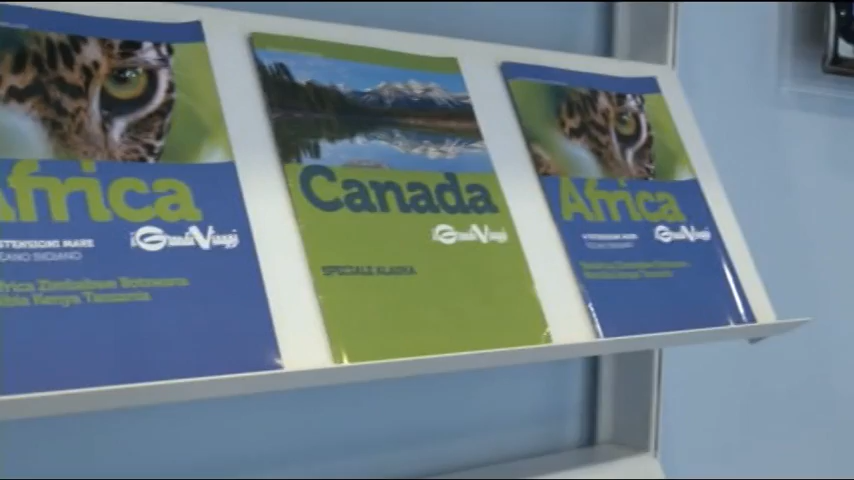 Africa
ESTENSIONI MARE
OCEANO INDIANO
i Grandi Viaggi
Africa Zimbabwe Botswana
Namibia Kenya Tanzania
Canada
i Grandi Viaggi
SPECIALE ALASKA
Africa
i Grandi Viaggi